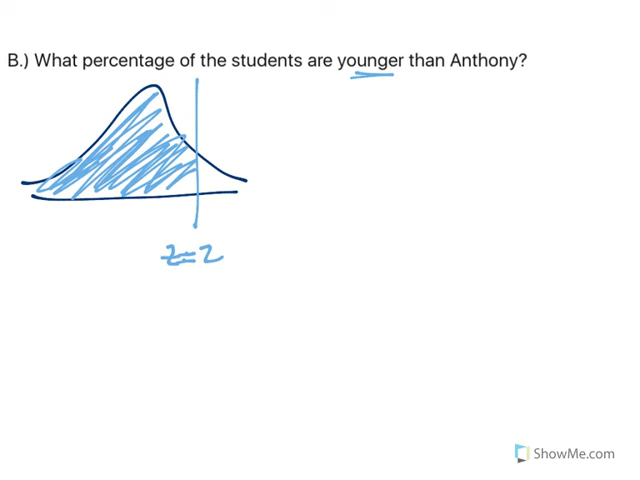 B.) What percentage of the students are younger than Anthony?
z=2
ShowMe.com